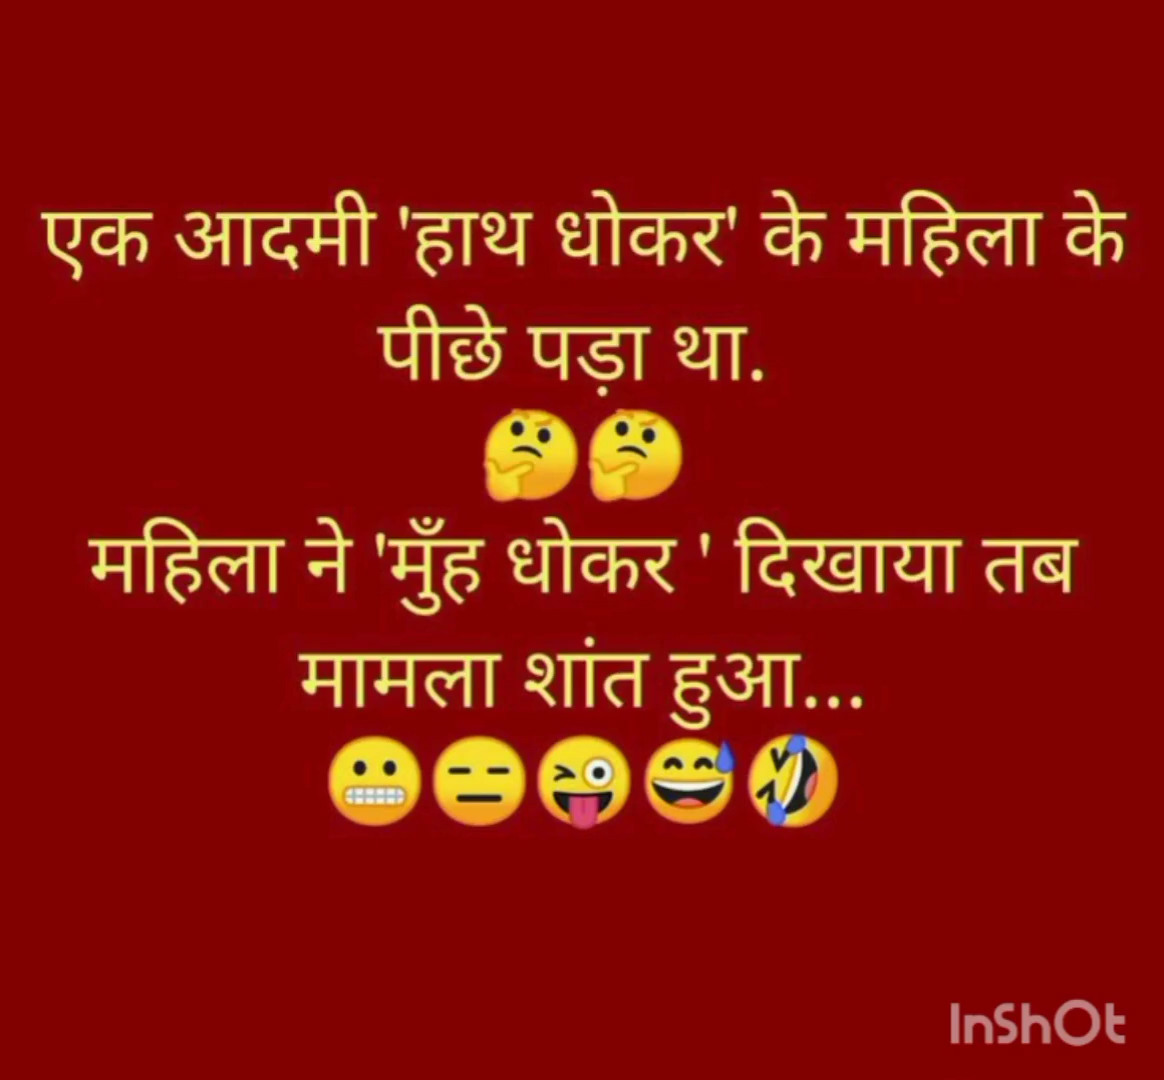 एक आदमी 'हाथ धोकर' के महिला के
पीछे पड़ा था.
🤔🤔
महिला ने 'मुँह धोकर ' दिखाया तब
मामला शांत हुआ...
😬😑😜😅🤣
InShOt